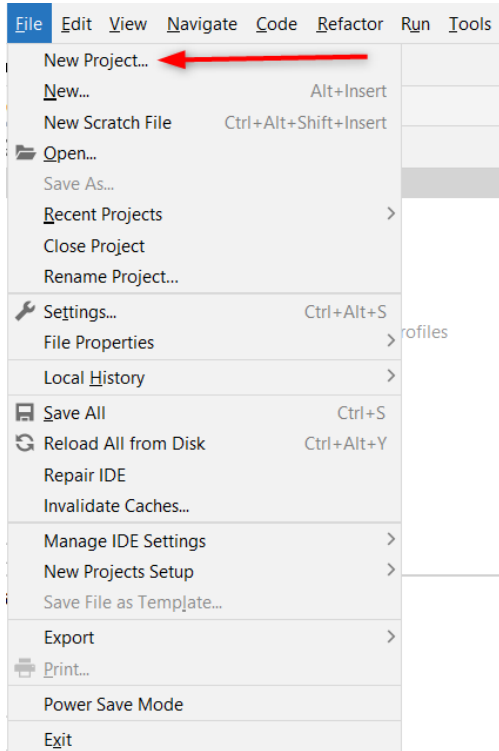 File Edit View Navigate Code Refactor Run Tools
New Project...
New... Alt+Insert
New Scratch File Ctrl+Alt+Shift+Insert
Open...
Save As...
Recent Projects
Close Project
Rename Project...
Settings... Ctrl+Alt+S
File Properties
rofiles
Local History
Save All Ctrl+S
Reload All from Disk Ctrl+Alt+Y
Repair IDE
Invalidate Caches...
Manage IDE Settings
New Projects Setup
Save File as Template...
Export
Print...
Power Save Mode
Exit